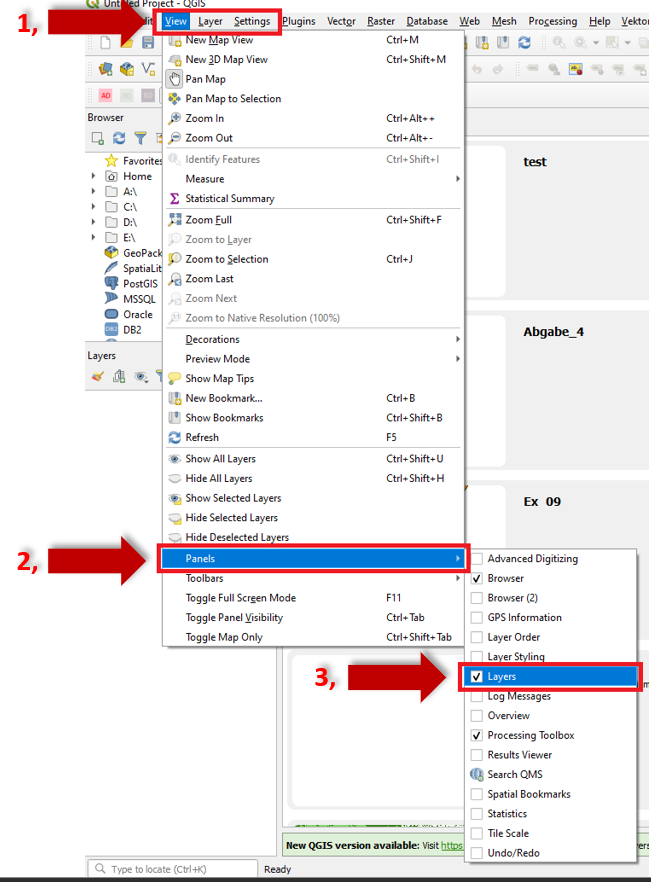 Untitled Project - QGIS
1,
View Layer Settings Plugins Vector Raster Database Web Mesh Processing Help
New Map View Ctrl+M
New 3D Map View Ctrl+Shift+M
Pan Map
Pan Map to Selection
Zoom In Ctrl+Alt++
Zoom Out Ctrl+Alt+-
Identify Features Ctrl+Shift+I
Measure
Statistical Summary
Zoom Full Ctrl+Shift+F
Zoom to Layer
Zoom to Selection Ctrl+J
Zoom Last
Zoom Next
Zoom to Native Resolution (100%)
Decorations
Preview Mode
Show Map Tips
New Bookmark... Ctrl+B
Show Bookmarks Ctrl+Shift+B
Refresh F5
Show All Layers Ctrl+Shift+U
Hide All Layers Ctrl+Shift+H
Show Selected Layers
Hide Selected Layers
Hide Deselected Layers
2,
Panels
Toolbars
Toggle Full Screen Mode F11
Toggle Panel Visibility Ctrl+Tab
Toggle Map Only Ctrl+Shift+Tab
AD
Browser
Favorites
Home
A:\
C:\
D:\
E:\
GeoPack
SpatiaLit
PostGIS
MSSQL
Oracle
DB2
Layers
test
Abgabe_4
Ex_09
3,
Advanced Digitizing
Browser
Browser (2)
GPS Information
Layer Order
Layer Styling
Layers
Log Messages
Overview
Processing Toolbox
Results Viewer
Search QMS
Spatial Bookmarks
Statistics
Tile Scale
Undo/Redo
New QGIS version available: Visit https
Type to locate (Ctrl+K)
Ready